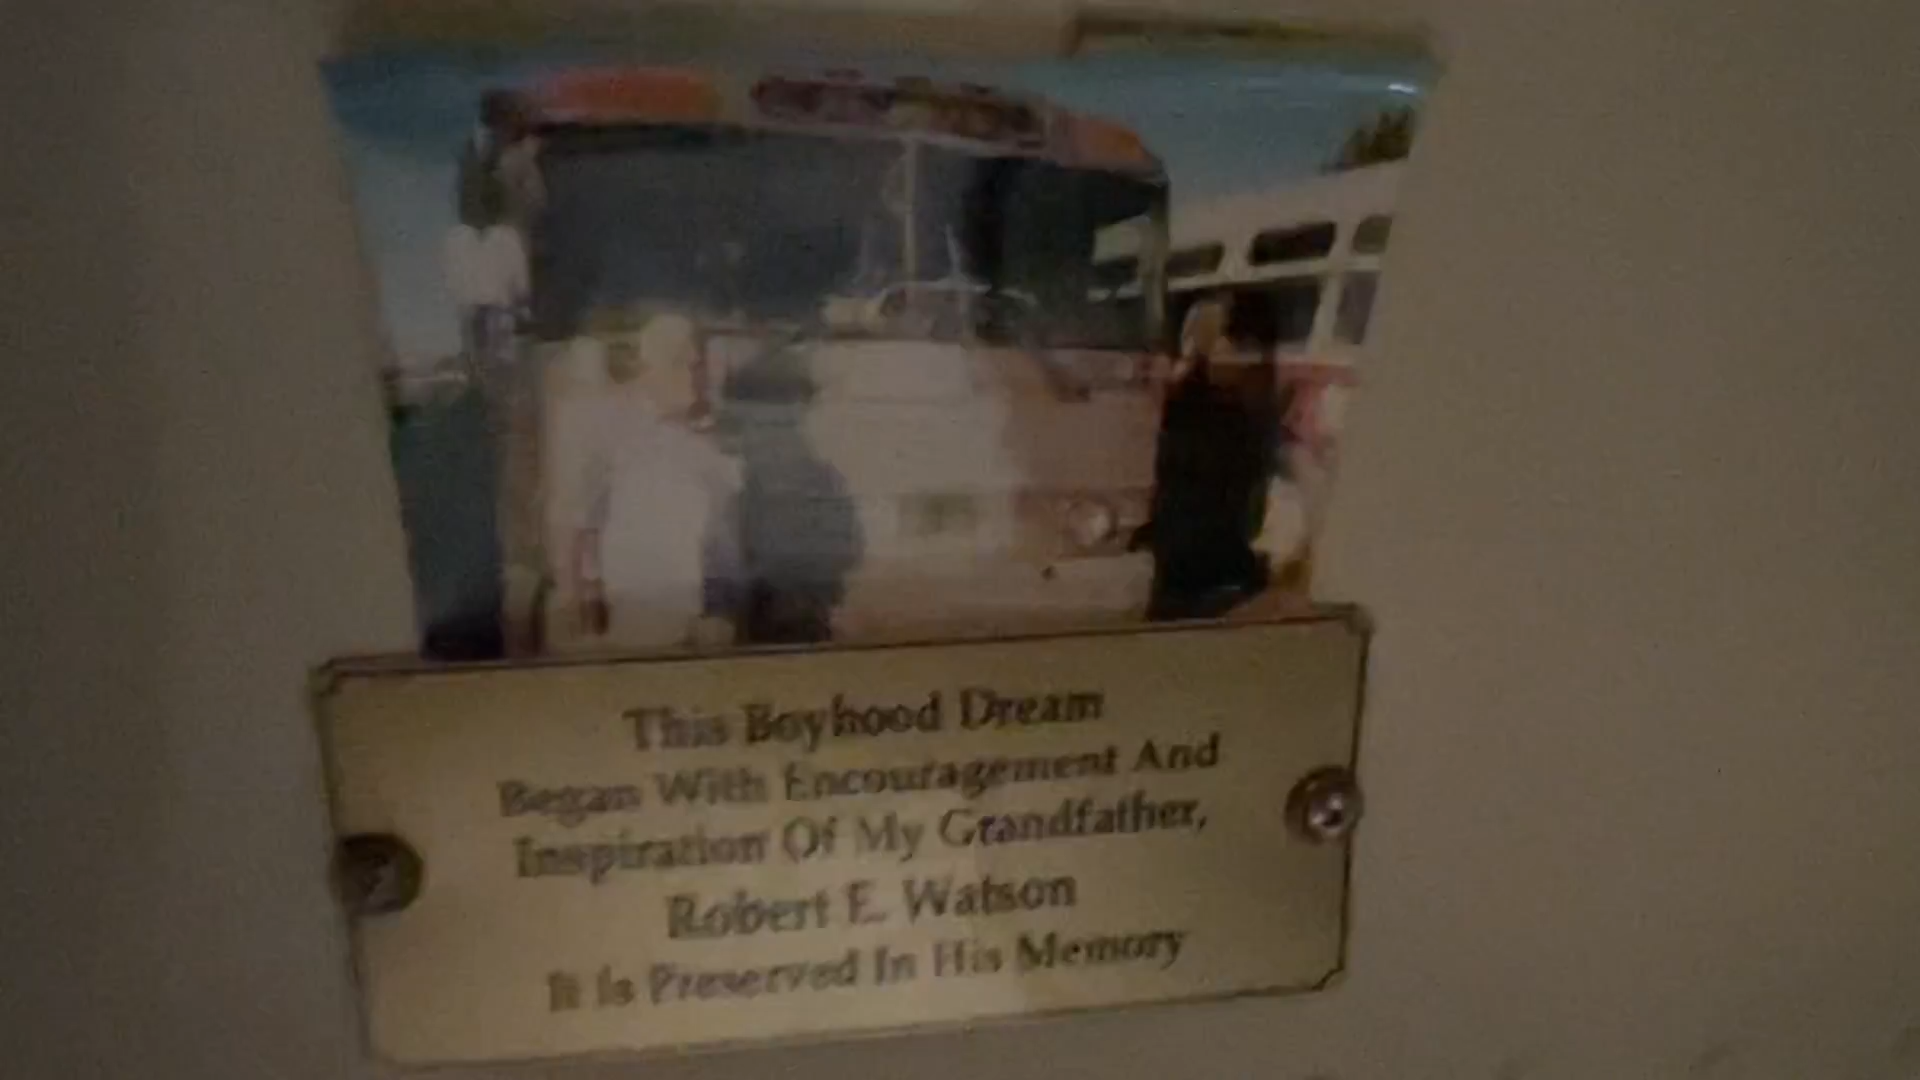 This Boyhood Dream
Began With Encouragement And
Inspiration Of My Grandfather,
Robert E. Watson
It Is Preserved In His Memory